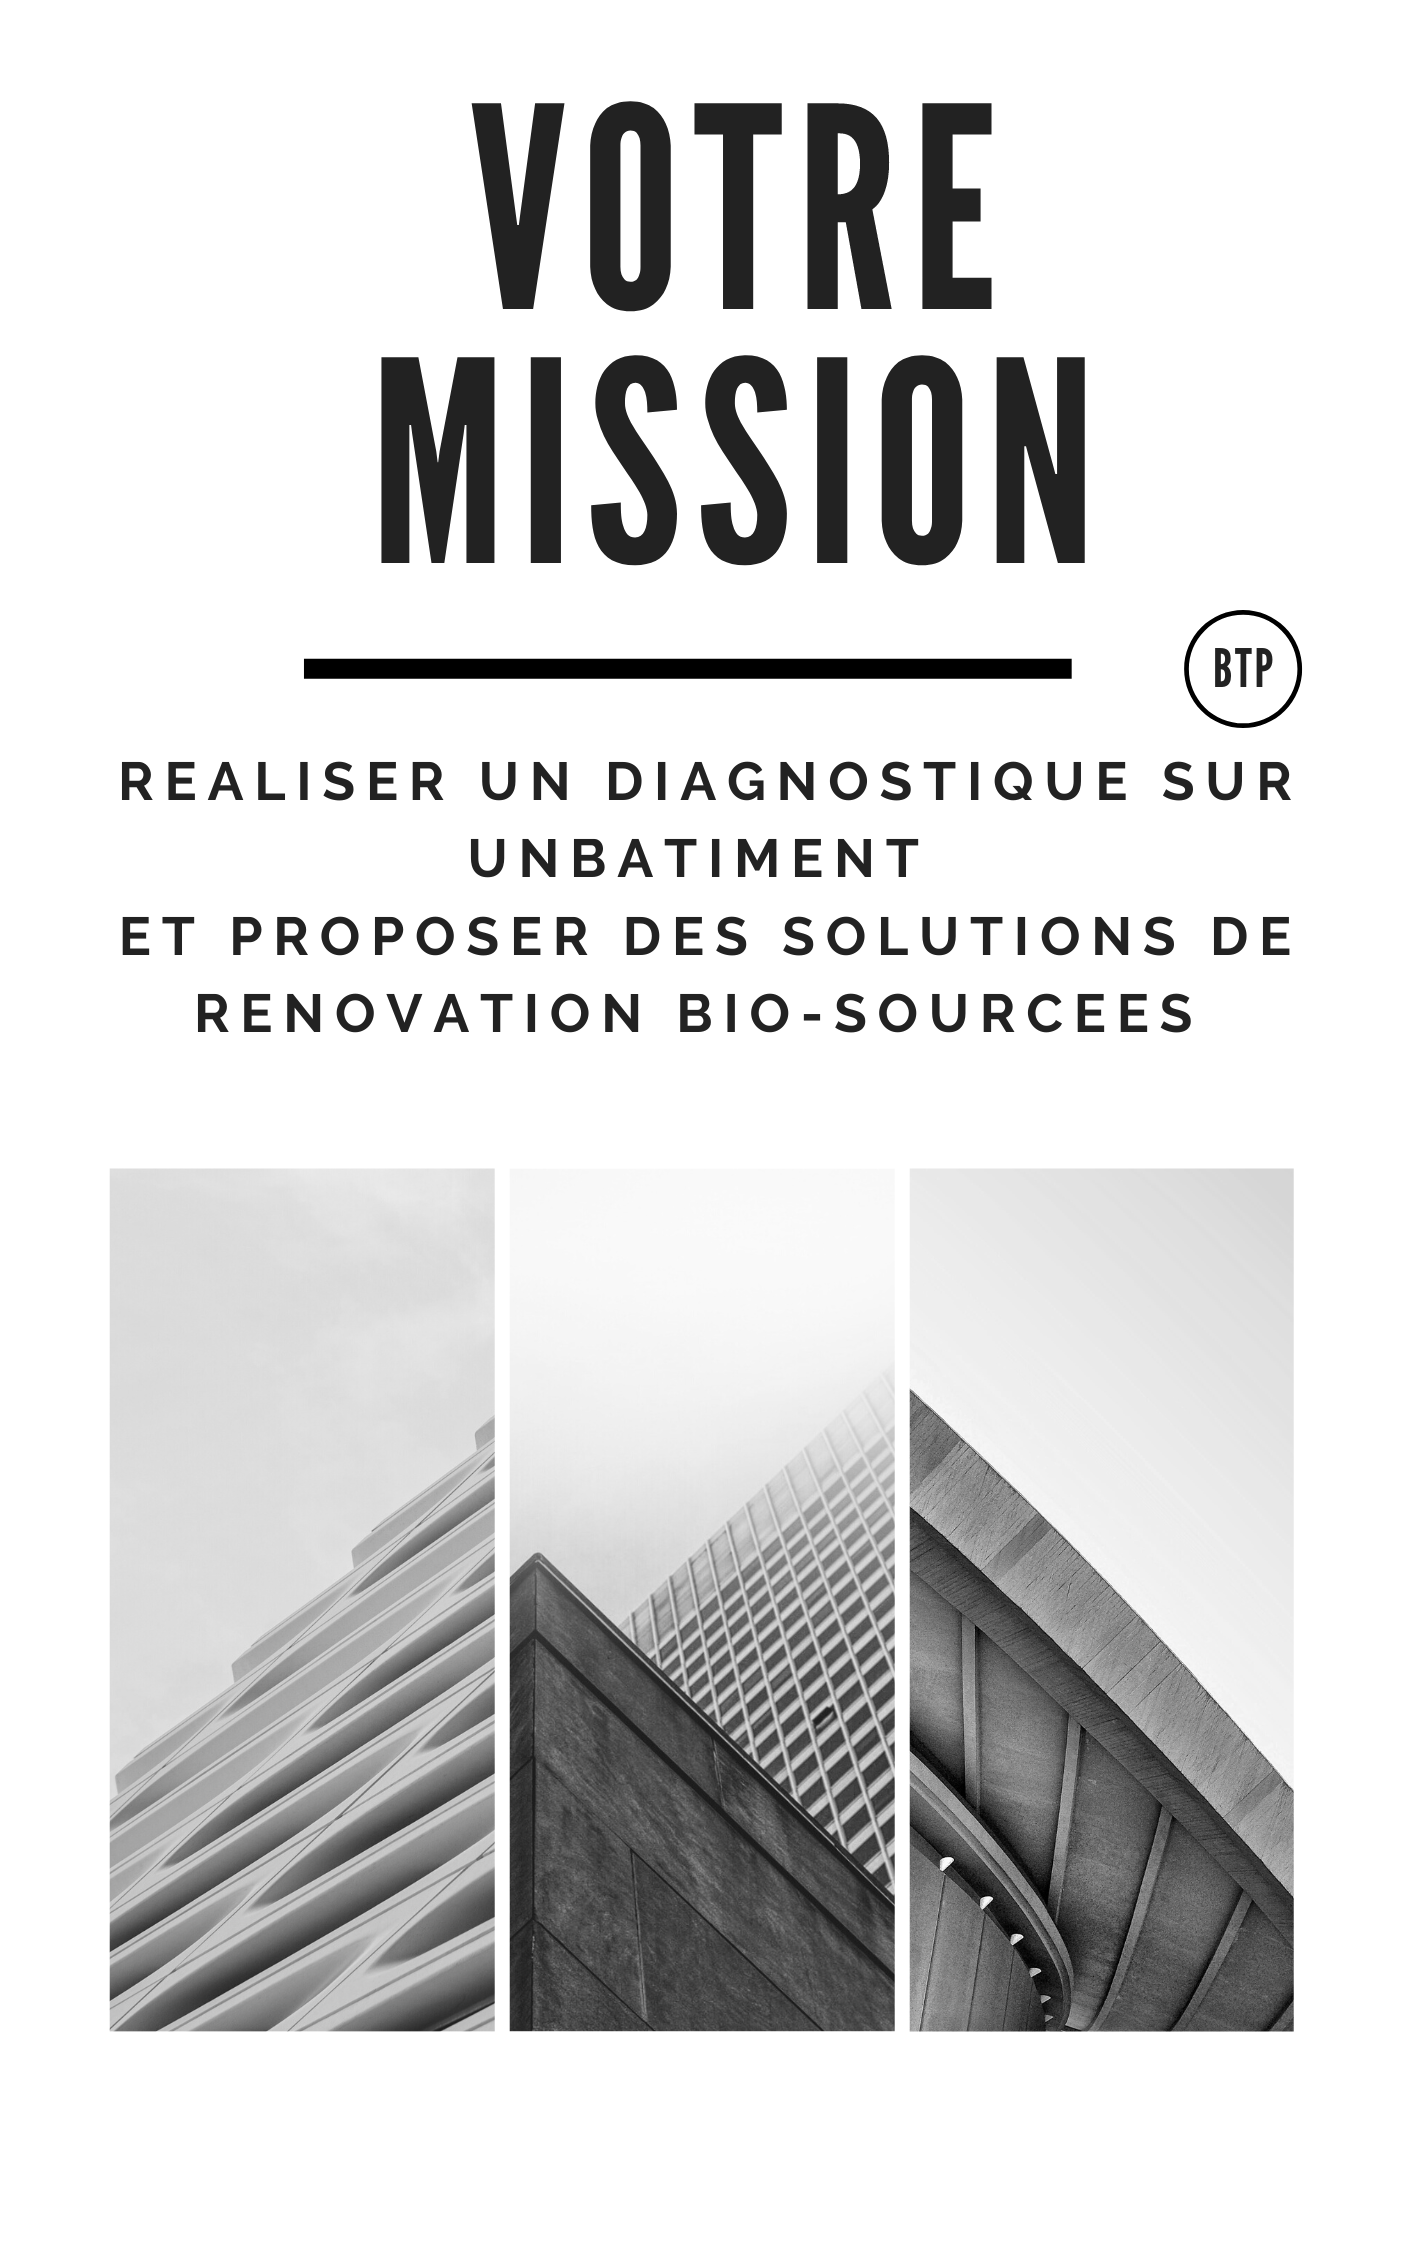 VOTRE
MISSION
BTP
REALISER UN DIAGNOSTIQUE SUR
UNBATIMENT
ET PROPOSER DES SOLUTIONS DE
RENOVATION BIO-SOURCEES